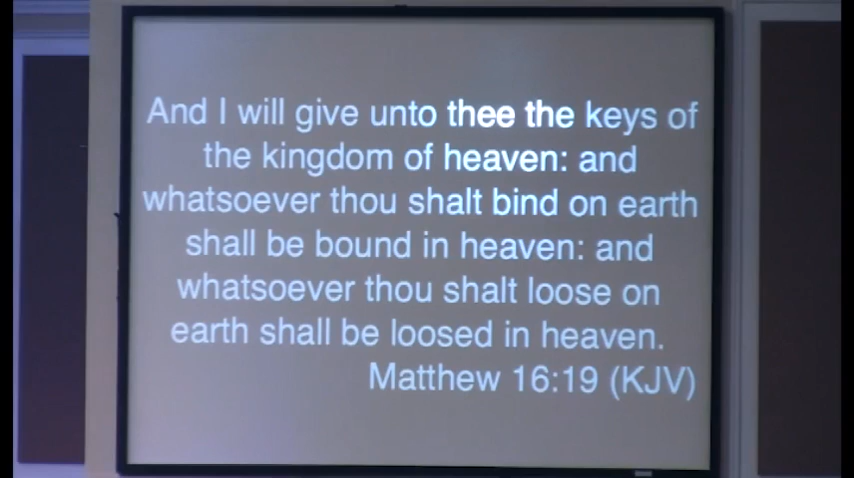 And I will give unto thee the keys of
the kingdom of heaven: and
whatsoever thou shalt bind on earth
shall be bound in heaven: and
whatsoever thou shalt loose on
earth shall be loosed in heaven.
Matthew 16:19 (KJV)